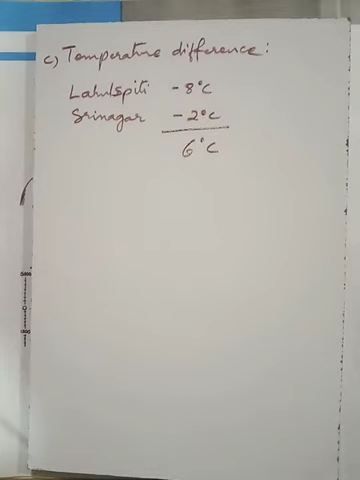 c) Temperature difference:
Lahulspiti - 8°C
Srinagar - 2°C
6°C